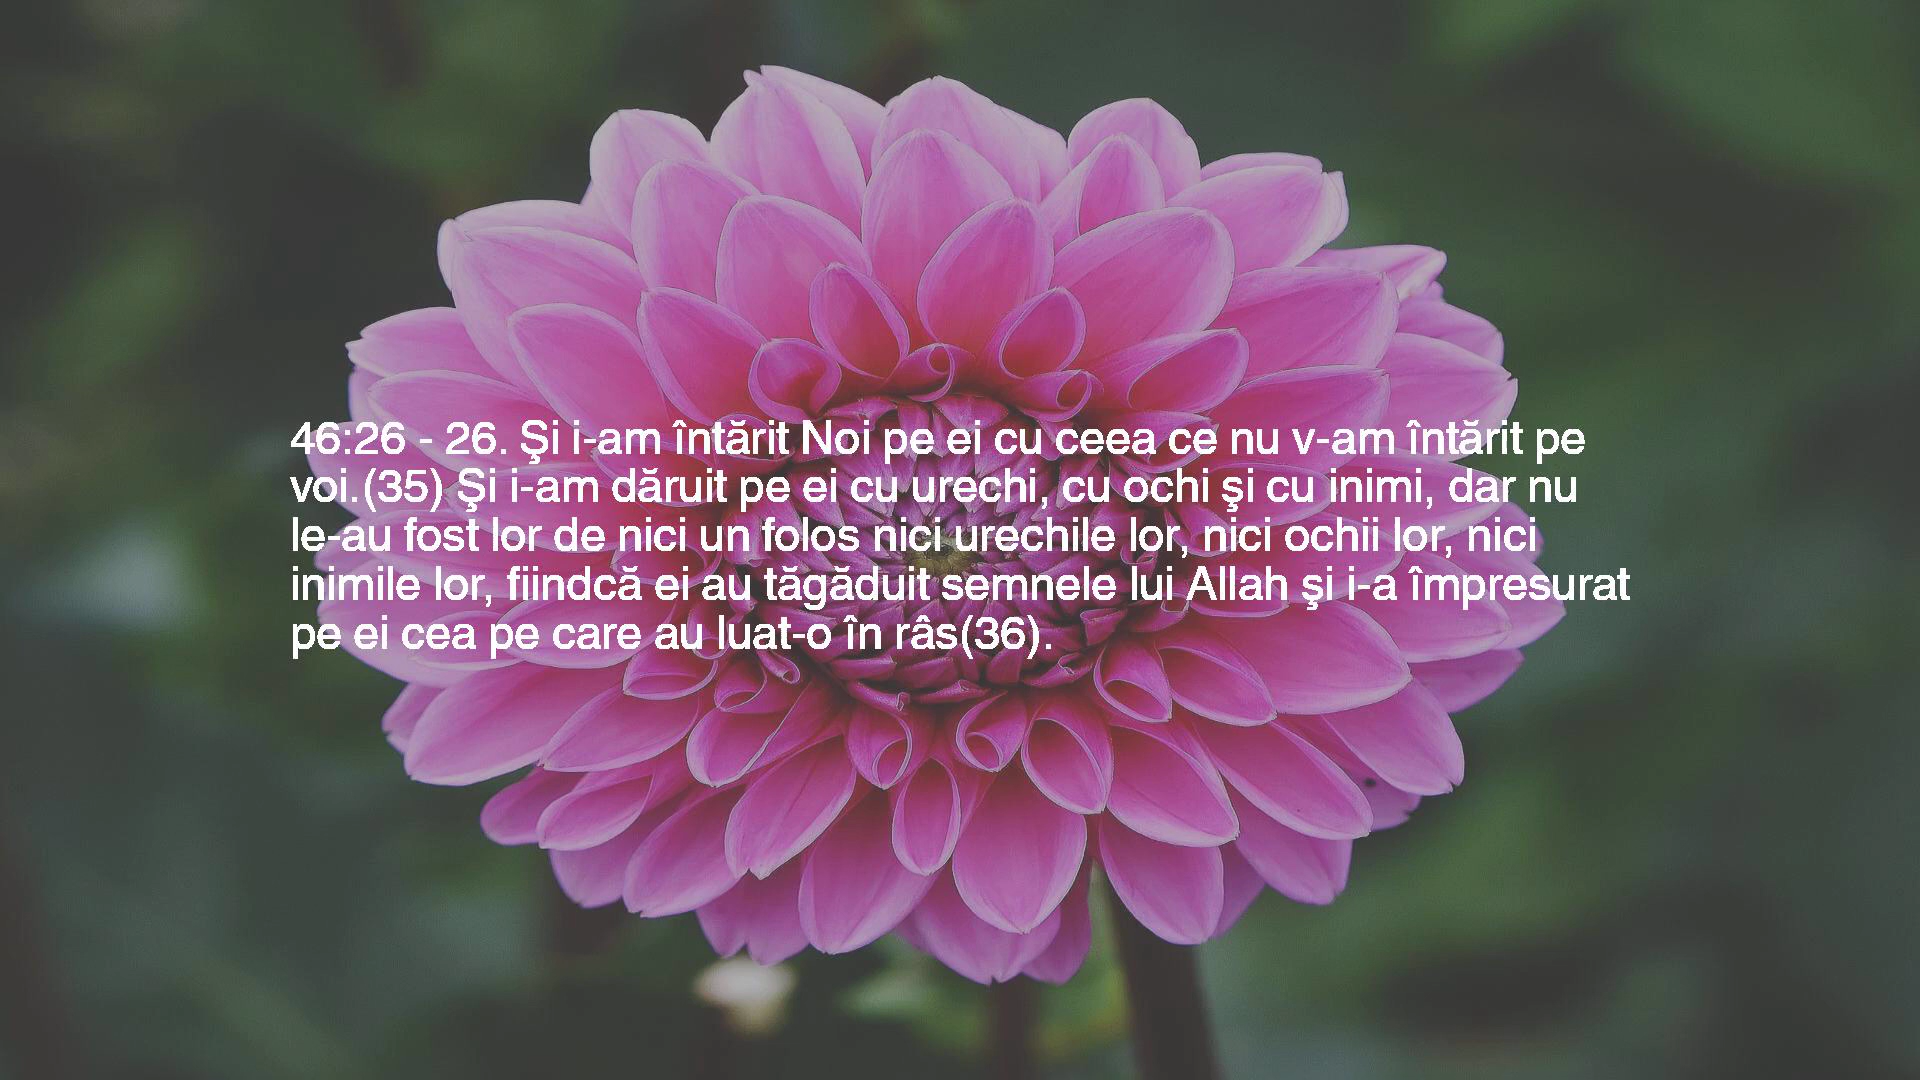 46:26 - 26. Şi i-am întărit Noi pe ei cu ceea ce nu v-am întărit pe
voi.(35) Şi i-am dăruit pe ei cu urechi, cu ochi şi cu inimi, dar nu
le-au fost lor de nici un folos nici urechile lor, nici ochii lor, nici
inimile lor, fiindcă ei au tăgăduit semnele lui Allah şi i-a împresurat
pe ei cea pe care au luat-o în râs(36).